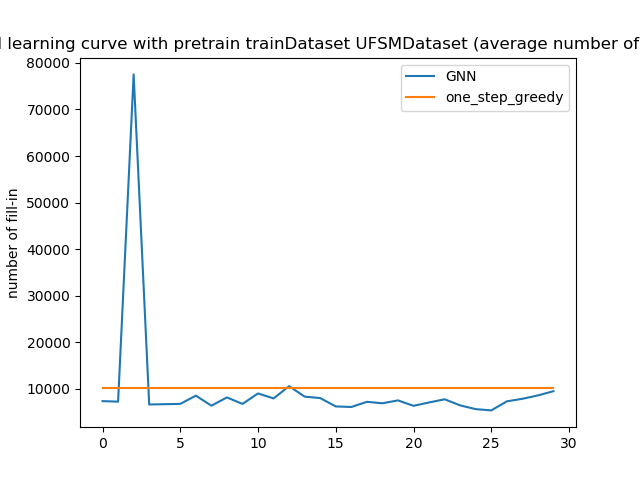 learning curve with pretrain trainDataset UFSMDataset (average number of
GNN
one_step_greedy
number of fill-in
80000
70000
60000
50000
40000
30000
20000
10000
0 5 10 15 20 25 30